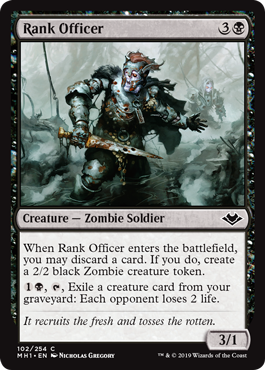 Rank Officer 3
Creature — Zombie Soldier
When Rank Officer enters the battlefield,
you may discard a card. If you do, create
a 2/2 black Zombie creature token.
1, , Exile a creature card from your
graveyard: Each opponent loses 2 life.
It recruits the fresh and tosses the rotten.
3/1
102/254 C
MH1 • EN Nicholas Gregory
™ & © 2019 Wizards of the Coast